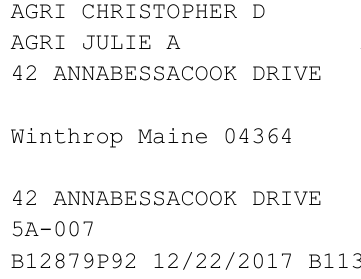 AGRI CHRISTOPHER D
AGRI JULIE A
42 ANNABESSACOOK DRIVE
Winthrop Maine 04364
42 ANNABESSACOOK DRIVE
5A-007
B12879P92 12/22/2017 B113